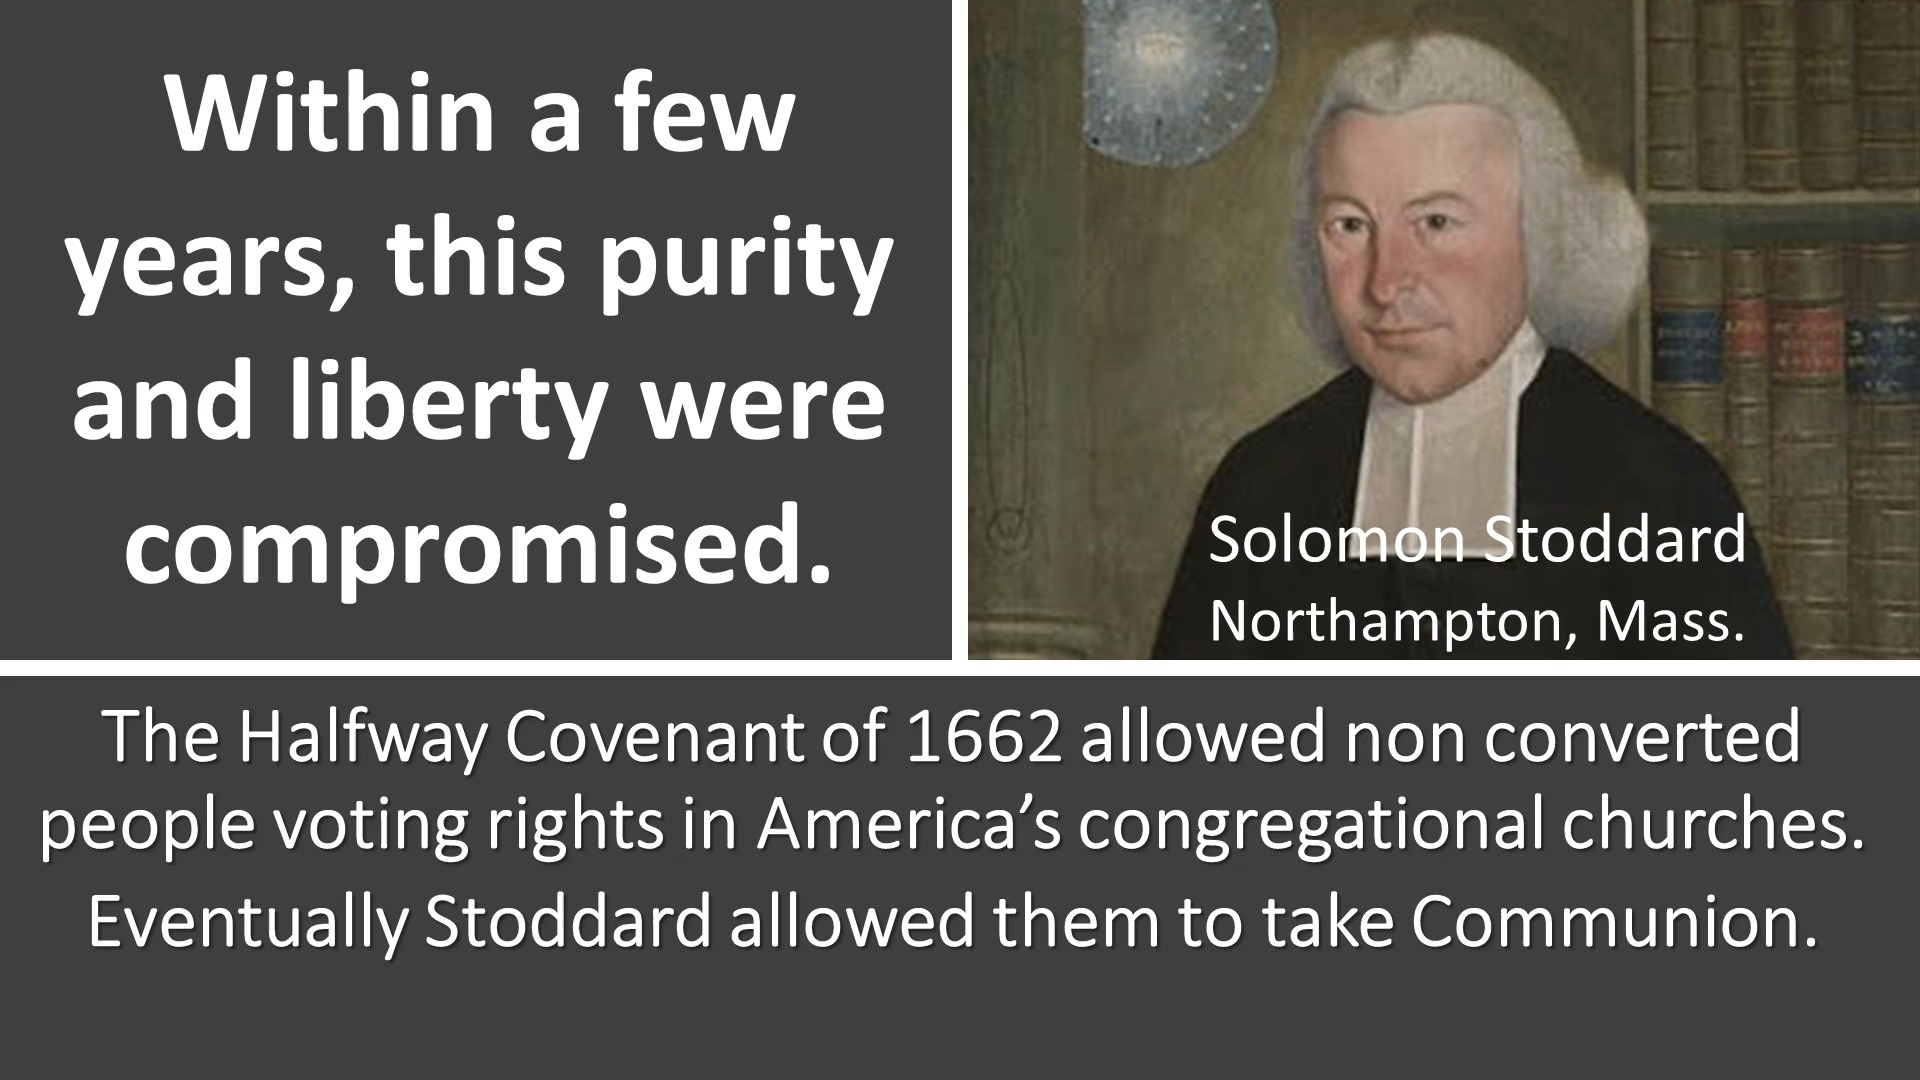 Within a few
years, this purity
and liberty were
compromised.
Solomon Stoddard
Northampton, Mass.
The Halfway Covenant of 1662 allowed non converted
people voting rights in America’s congregational churches.
Eventually Stoddard allowed them to take Communion.